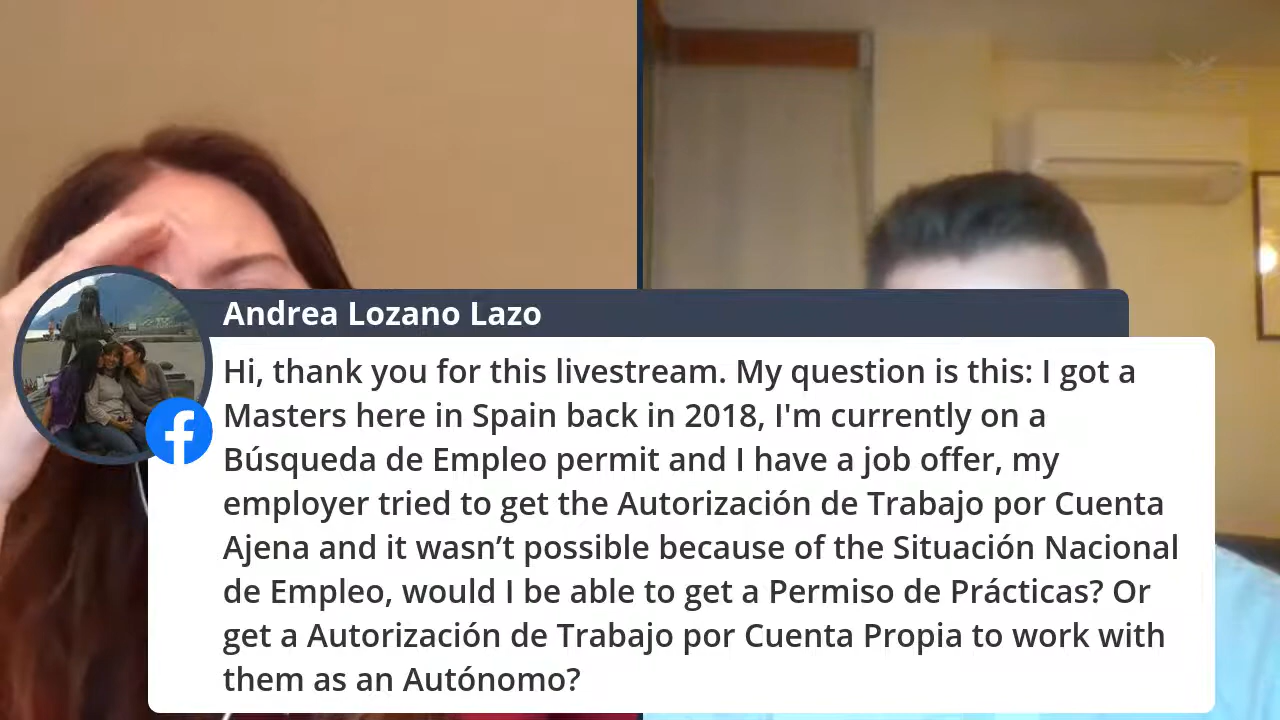 Andrea Lozano Lazo
Hi, thank you for this livestream. My question is this: I got a
Masters here in Spain back in 2018, I'm currently on a
Búsqueda de Empleo permit and I have a job offer, my
employer tried to get the Autorización de Trabajo por Cuenta
Ajena and it wasn’t possible because of the Situación Nacional
de Empleo, would I be able to get a Permiso de Prácticas? Or
get a Autorización de Trabajo por Cuenta Propia to work with
them as an Autónomo?